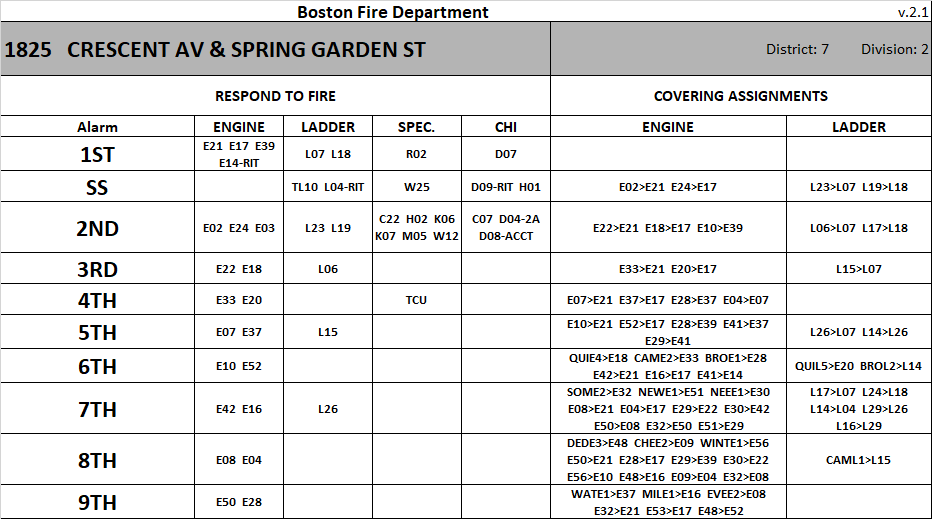 Boston Fire Department v.2.1
1825 CRESCENT AV & SPRING GARDEN ST District: 7 Division: 2
RESPOND TO FIRE COVERING ASSIGNMENTS
Alarm ENGINE LADDER SPEC. CHI ENGINE LADDER
1ST E21 E17 E39 E14-RIT L07 L18 R02 D07
SS TL10 L04-RIT W25 D09-RIT H01 E02>E21 E24>E17 L23>L07 L19>L18
2ND E02 E24 E03 L23 L19 C22 H02 K06 K07 M05 W12 C07 D04-2A D08-ACCT E22>E21 E18>E17 E10>E39 L06>L07 L17>L18
3RD E22 E18 L06 E33>E21 E20>E17 L15>L07
4TH E33 E20 TCU E07>E21 E37>E17 E28>E37 E04>E07
5TH E07 E37 L15 E10>E21 E52>E17 E28>E39 E41>E37 E29>E41 L26>L07 L14>L26
6TH E10 E52 QUIE4>E18 CAME2>E33 BROE1>E28 E42>E21 E16>E17 E41>E14 QUIL5>E20 BROL2>L14
7TH E42 E16 L26 SOME2>E32 NEWE1>E51 NEEE1>E30 E08>E21 E04>E17 E29>E22 E30>E42 E50>E08 E32>E50 E51>E29 L17>L07 L24>L18 L14>L04 L29>L26 L16>L29
8TH E08 E04 DEDE3>E48 CHEE2>E09 WINTE1>E56 E50>E21 E28>E17 E29>E39 E30>E22 E56>E10 E48>E16 E09>E04 E32>E08 CAML1>L15
9TH E50 E28 WATE1>E37 MILE1>E16 EVEE2>E08 E32>E21 E53>E17 E48>E52